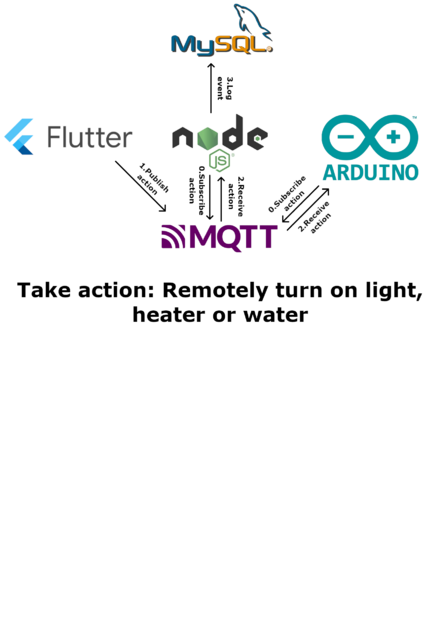 MySQL
3.Log
event
Flutter
node
JS
ARDUINO
TM
1.Publish
action
0.Subscribe
action
2.Receive
action
0.Subscribe
action
2.Receive
action
MQTT
Take action: Remotely turn on light,
heater or water